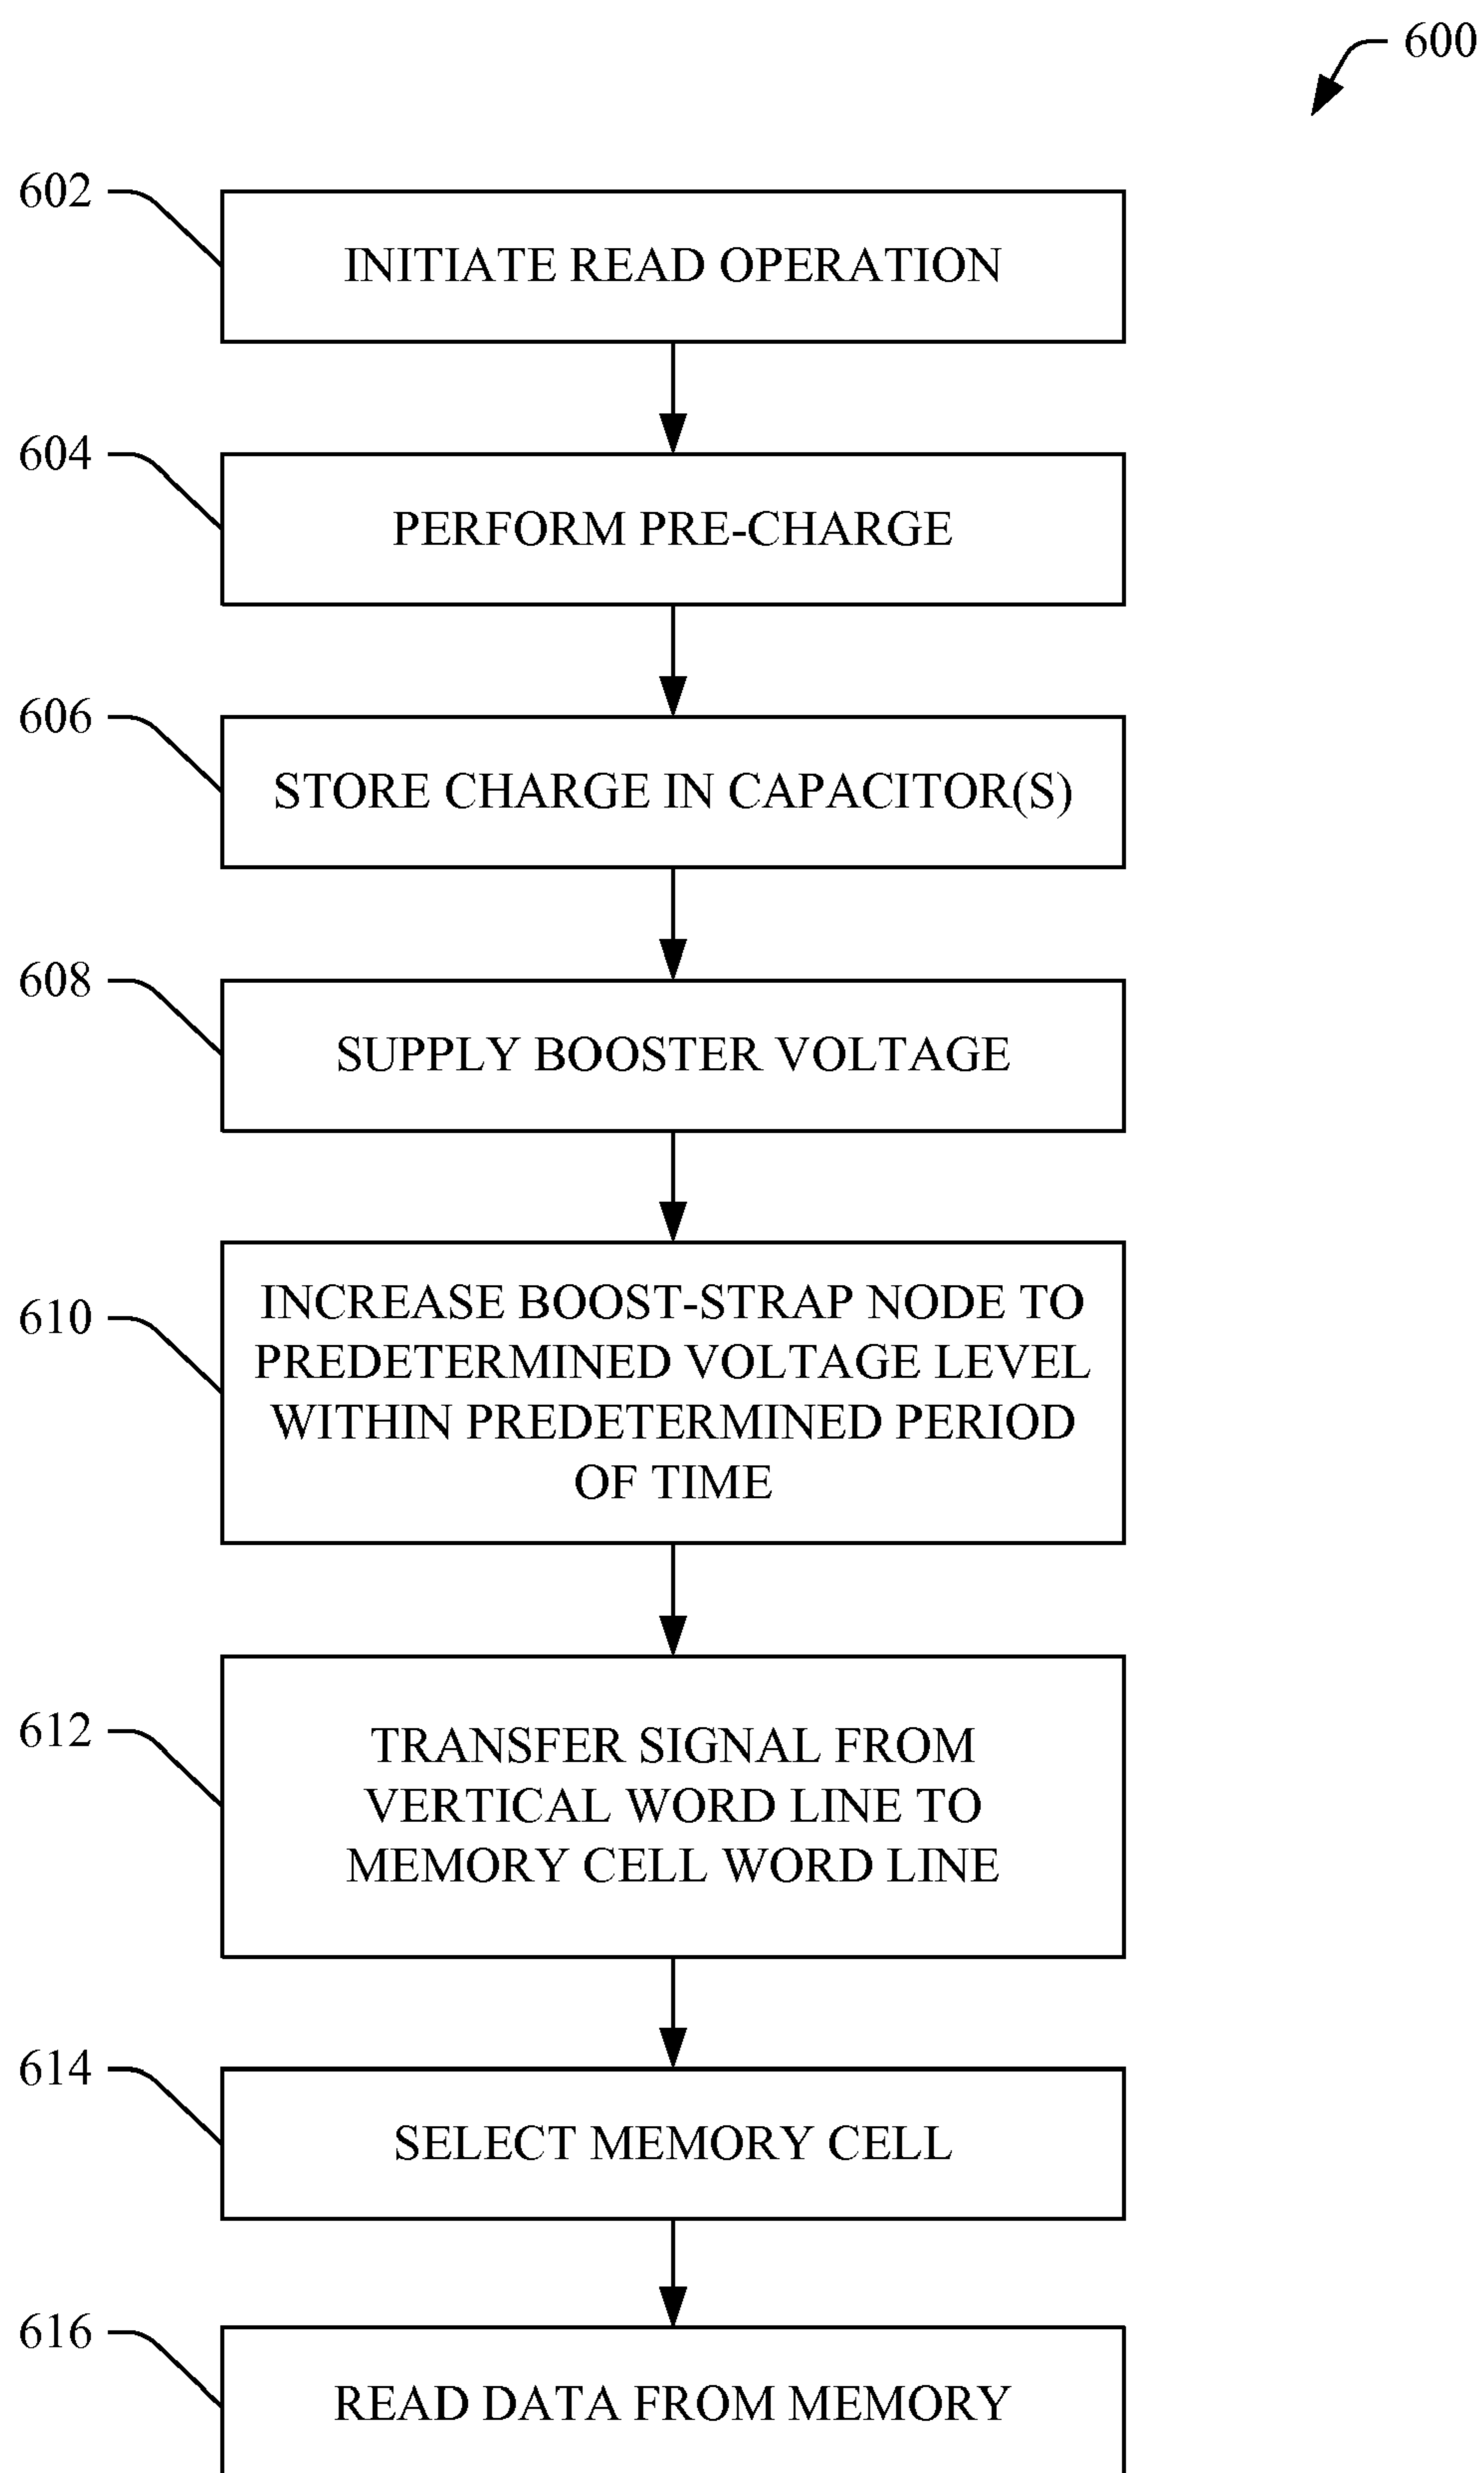 600
602
INITIATE READ OPERATION
604
PERFORM PRE-CHARGE
606
STORE CHARGE IN CAPACITOR(S)
608
SUPPLY BOOSTER VOLTAGE
610
INCREASE BOOST-STRAP NODE TO
PREDETERMINED VOLTAGE LEVEL
WITHIN PREDETERMINED PERIOD
OF TIME
612
TRANSFER SIGNAL FROM
VERTICAL WORD LINE TO
MEMORY CELL WORD LINE
614
SELECT MEMORY CELL
616
READ DATA FROM MEMORY